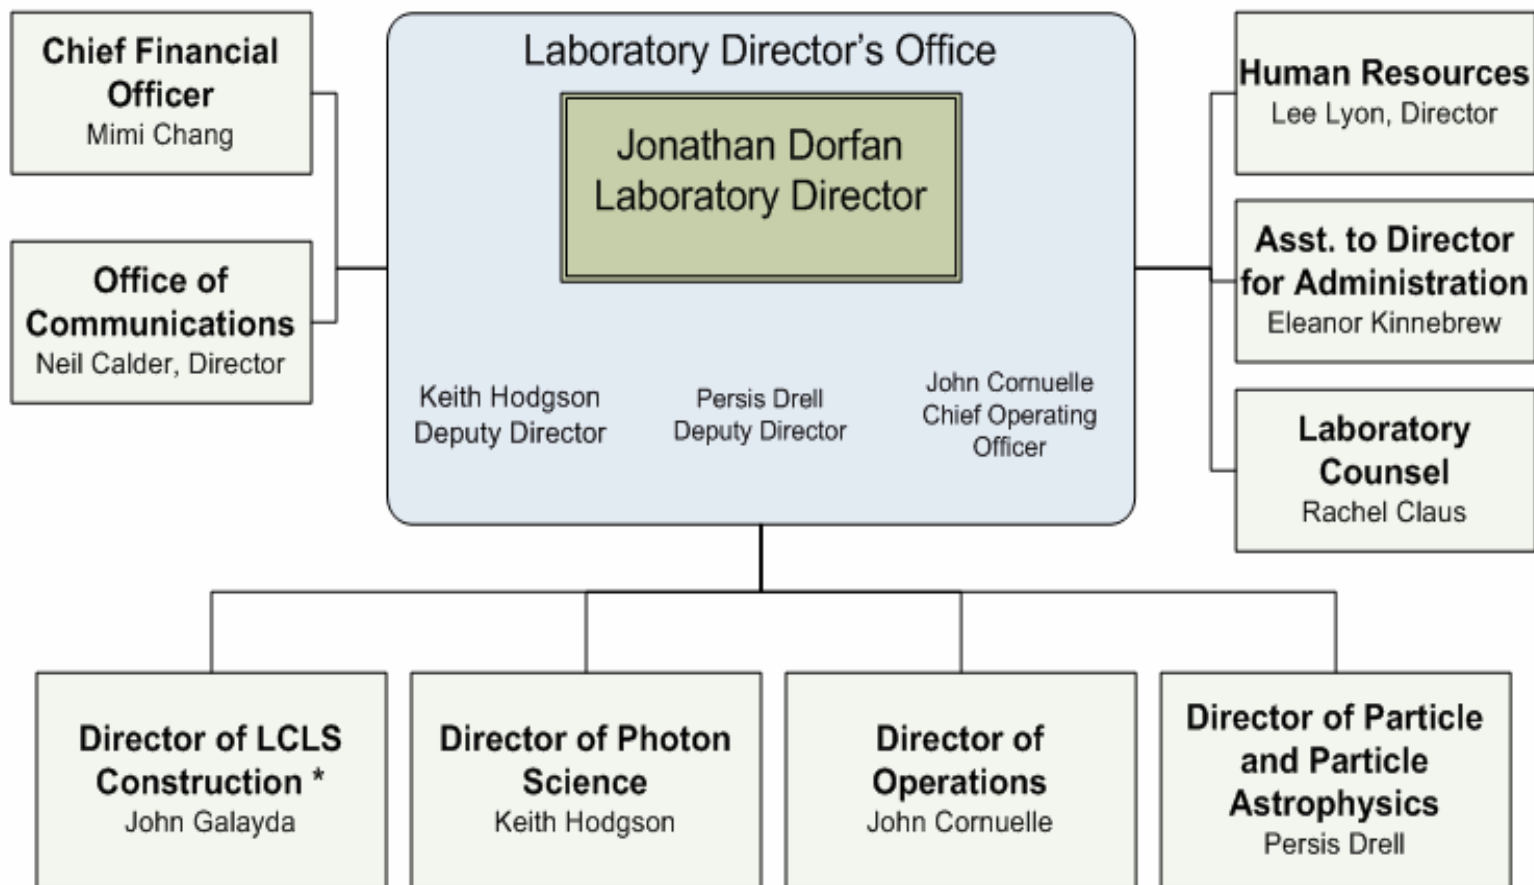 Chief Financial
Officer
Mimi Chang
Office of
Communications
Neil Calder, Director
Laboratory Director’s Office
Jonathan Dorfan
Laboratory Director
Keith Hodgson
Deputy Director
Persis Drell
Deputy Director
John Cornuelle
Chief Operating
Officer
Human Resources
Lee Lyon, Director
Asst. to Director
for Administration
Eleanor Kinnebrew
Laboratory
Counsel
Rachel Claus
Director of LCLS
Construction *
John Galayda
Director of Photon
Science
Keith Hodgson
Director of
Operations
John Cornuelle
Director of Particle
and Particle
Astrophysics
Persis Drell